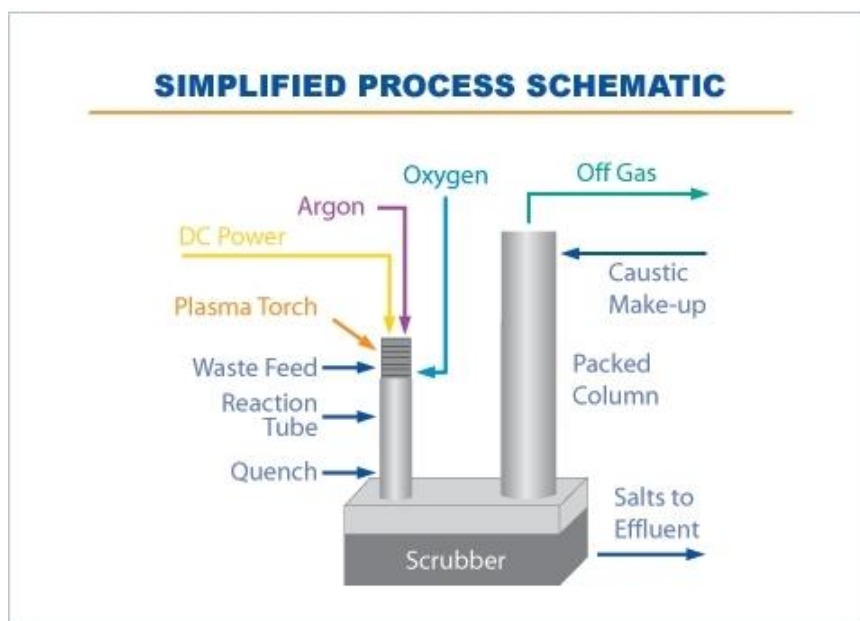 SIMPLIFIED PROCESS SCHEMATIC
Oxygen
Off Gas
Argon
DC Power
Caustic
Make-up
Plasma Torch
Waste Feed
Packed
Column
Reaction
Tube
Quench
Salts to
Effluent
Scrubber